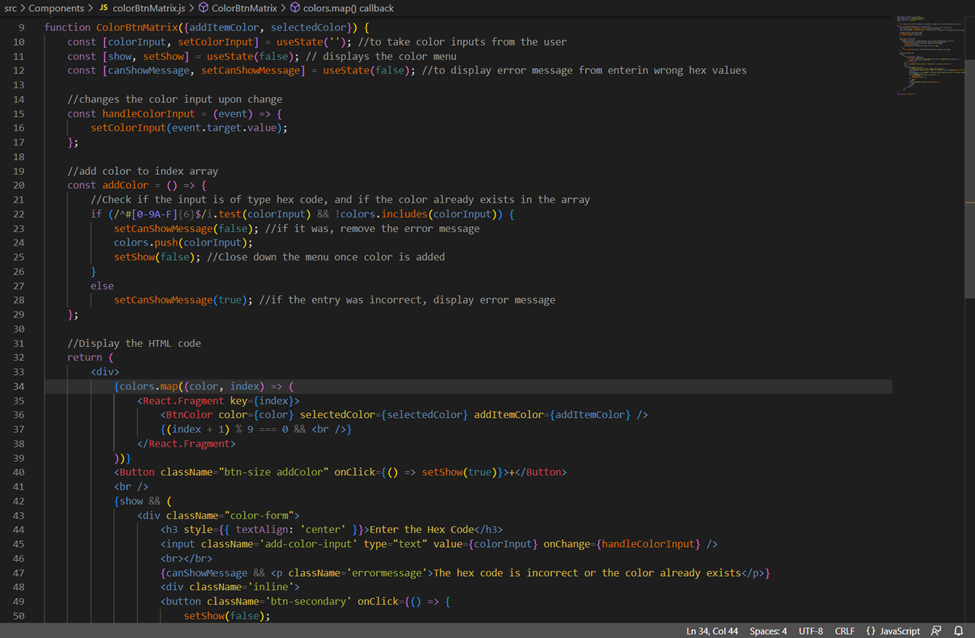 src > Components > JS colorBtnMatrix.js > ColorBtnMatrix > colors.map() callback
9 function ColorBtnMatrix({addItemColor, selectedColor}) {
10 const [colorInput, setColorInput] = useState(''); //to take color inputs from the user
11 const [show, setShow] = useState(false); // displays the color menu
12 const [canShowMessage, setCanShowMessage] = useState(false); //to display error message from enterin wrong hex values
13
14 //changes the color input upon change
15 const handleColorInput = (event) => {
16 setColorInput(event.target.value);
17 };
18
19 //add color to index array
20 const addColor = () => {
21 //Check if the input is of type hex code, and if the color already exists in the array
22 if (/^#[0-9A-F]{6}$/i.test(colorInput) && !colors.includes(colorInput)) {
23 setCanShowMessage(false); //if it was, remove the error message
24 colors.push(colorInput);
25 setShow(false); //Close down the menu once color is added
26 }
27 else
28 setCanShowMessage(true); //if the entry was incorrect, display error message
29 };
30
31 //Display the HTML code
32 return (
33 <div>
34 {colors.map((color, index) => (
35 <React.Fragment key={index}>
36 <BtnColor color={color} selectedColor={selectedColor} addItemColor={addItemColor} />
37 {(index + 1) % 9 === 0 && <br />}
38 </React.Fragment>
39 ))}
40 <Button className="btn-size addColor" onClick={() => setShow(true)}>+</Button>
41 <br />
42 {show && (
43 <div className="color-form">
44 <h3 style={{ textAlign: 'center' }}>Enter the Hex Code</h3>
45 <input className='add-color-input' type="text" value={colorInput} onChange={handleColorInput} />
46 <br></br>
47 {canShowMessage && <p className='errormessage'>The hex code is incorrect or the color already exists</p>}
48 <div className='inline'>
49 <button className='btn-secondary' onClick={() => {
50 setShow(false);
Ln 34, Col 44 Spaces: 4 UTF-8 CRLF {} JavaScript